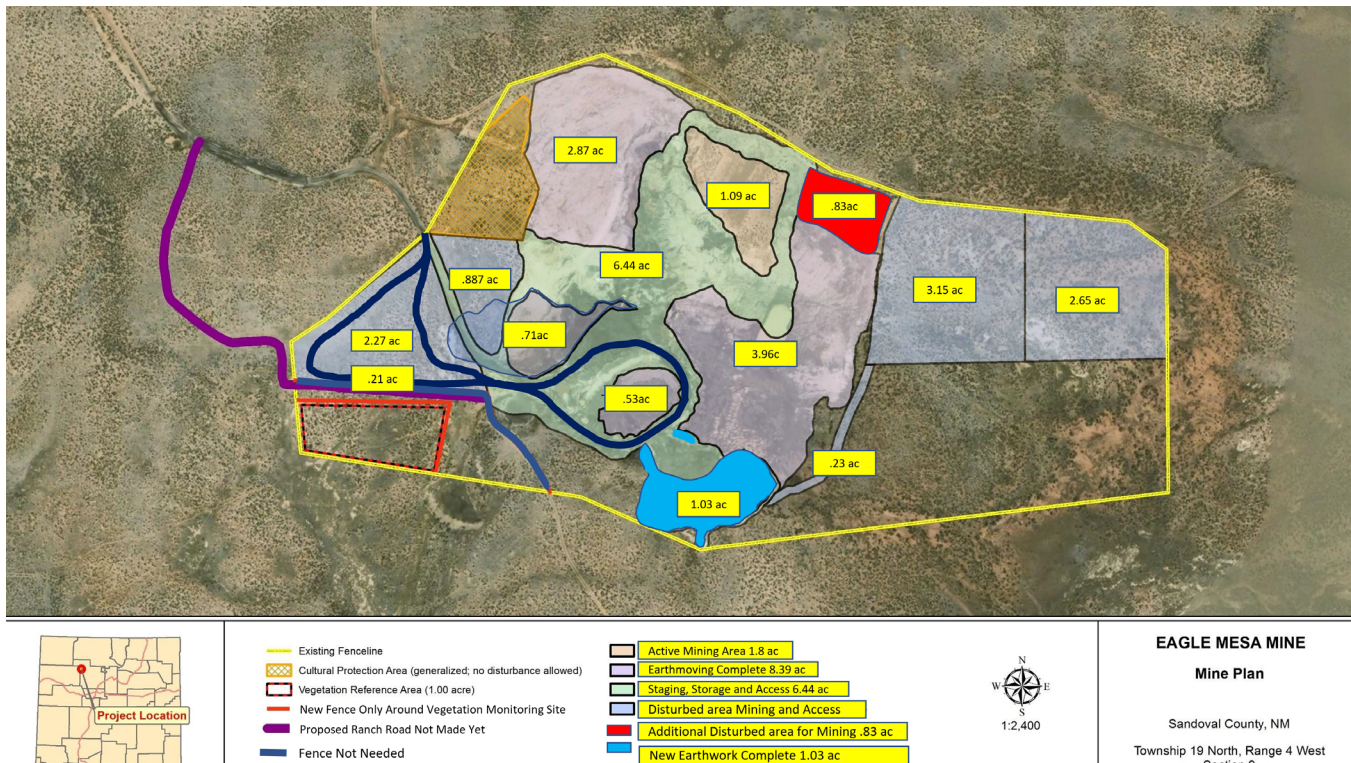 2.87 ac
1.09 ac
.83ac
6.44 ac
.887 ac
3.15 ac
2.65 ac
.71ac
2.27 ac
3.96c
.21 ac
.53ac
.23 ac
1.03 ac
Project Location
Existing Fenceline
Cultural Protection Area (generalized; no disturbance allowed)
Vegetation Reference Area (1.00 acre)
New Fence Only Around Vegetation Monitoring Site
Proposed Ranch Road Not Made Yet
Fence Not Needed
Active Mining Area 1.8 ac
Earthmoving Complete 8.39 ac
Staging, Storage and Access 6.44 ac
Disturbed area Mining and Access
Additional Disturbed area for Mining .83 ac
New Earthwork Complete 1.03 ac
N
W E
S
1:2,400
EAGLE MESA MINE
Mine Plan
Sandoval County, NM
Township 19 North, Range 4 West